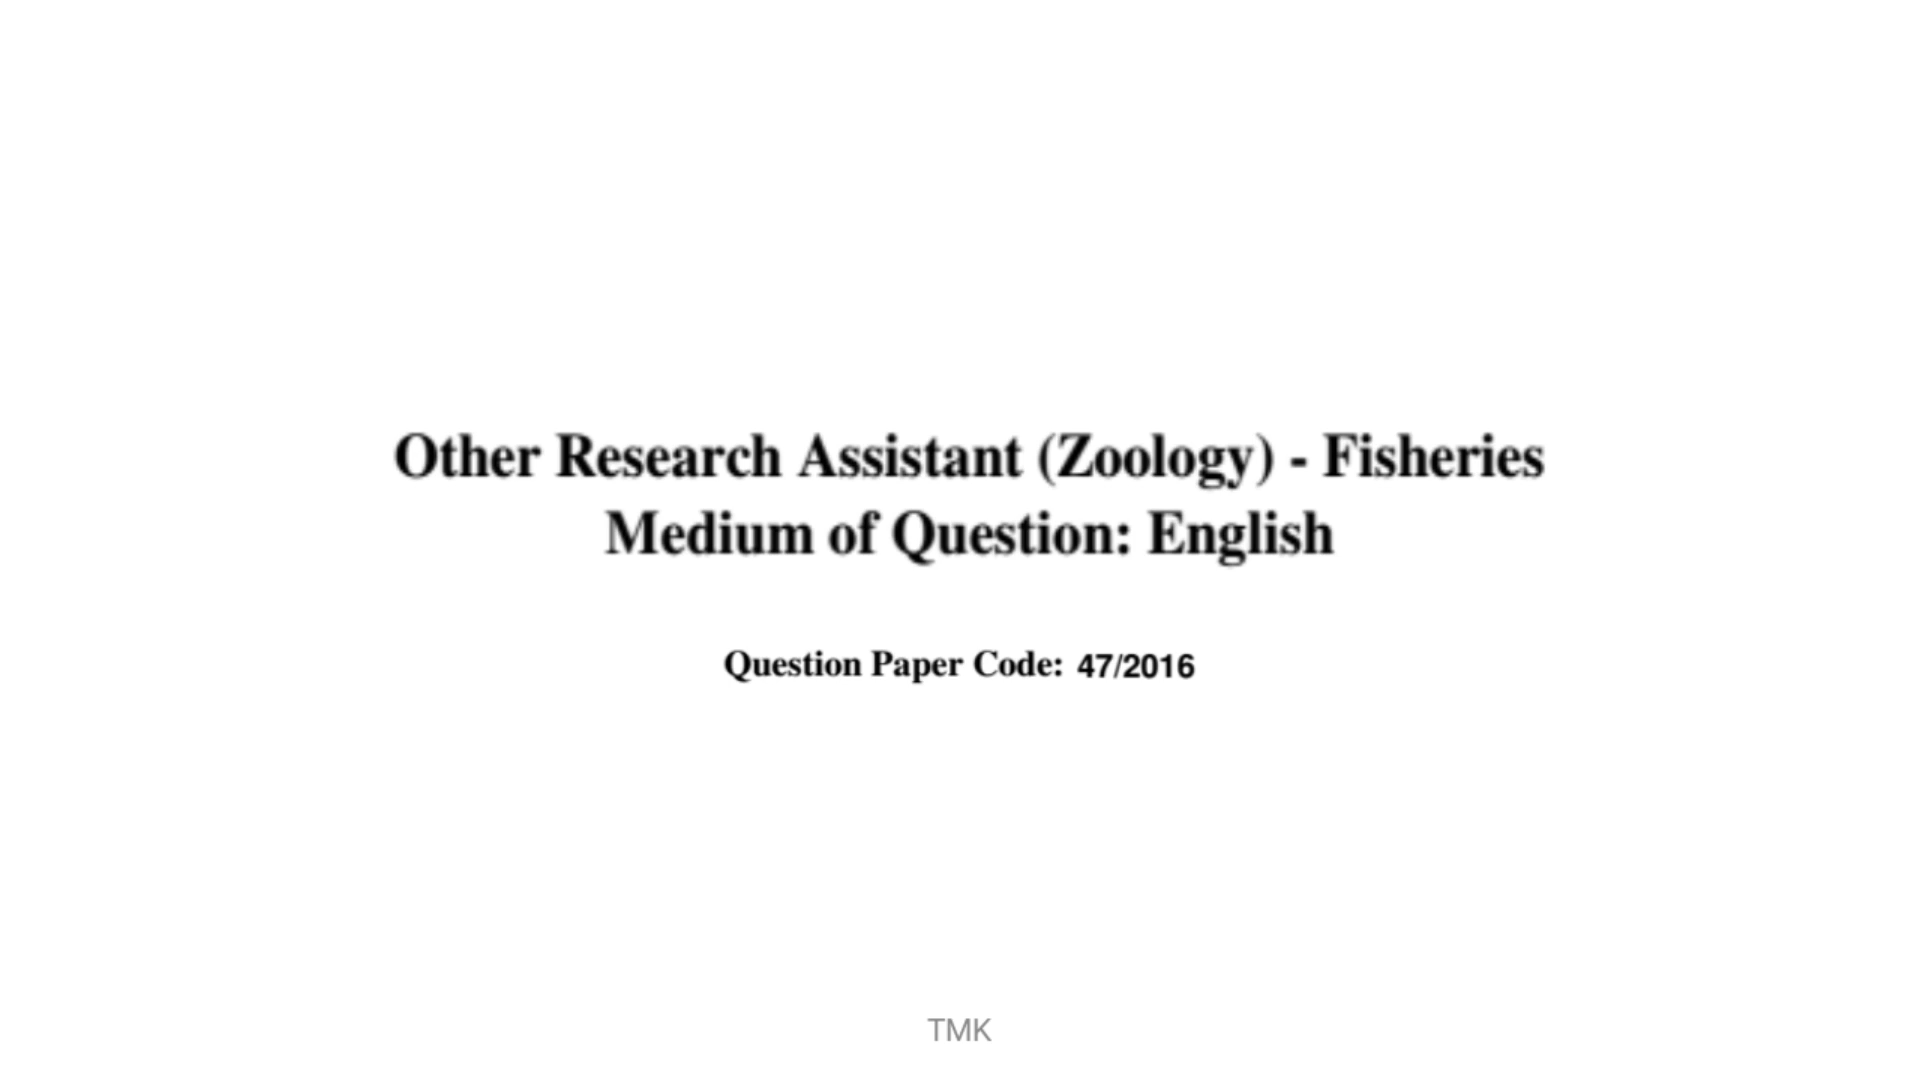 Other Research Assistant (Zoology) - Fisheries
Medium of Question: English
Question Paper Code: 47/2016
TMK